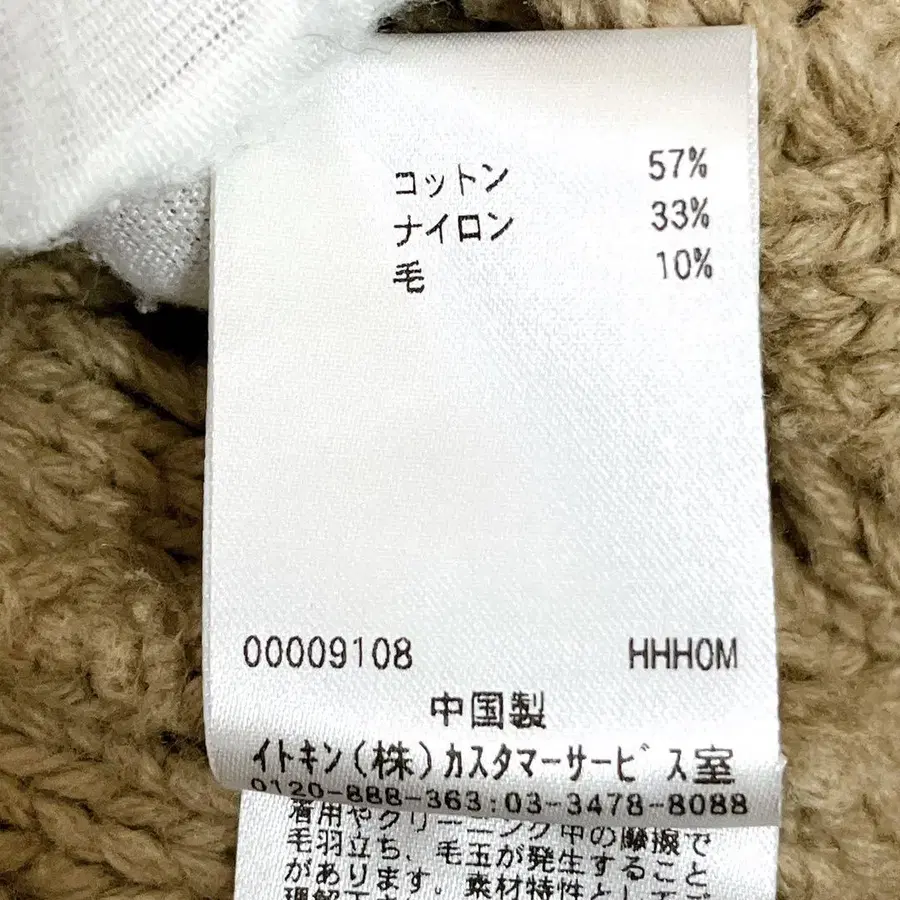 コットン 57%
ナイロン 33%
毛 10%
00009108 HHHOM
中国製
イトキン(株)カスタマーサービス室
0120-888-363:03-3478-8088
着用やクリーニング中の摩擦で
毛羽立ち、毛玉が発生すること
があります。素材特性としてご